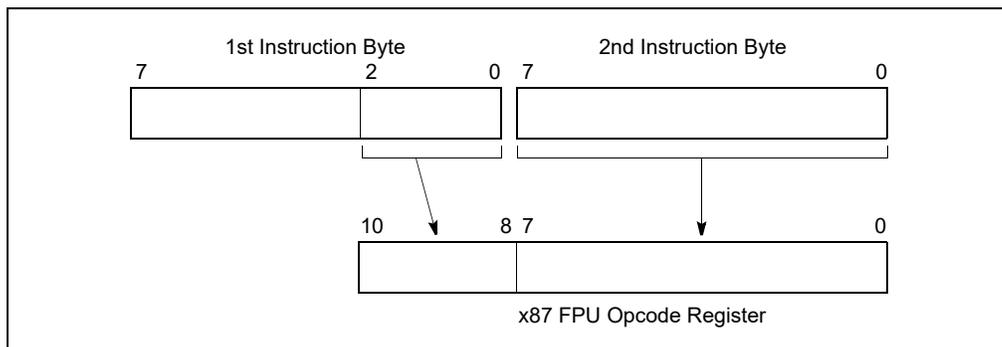 1st Instruction Byte 2nd Instruction Byte
7 2 0 7 0
10 8 7 0
x87 FPU Opcode Register